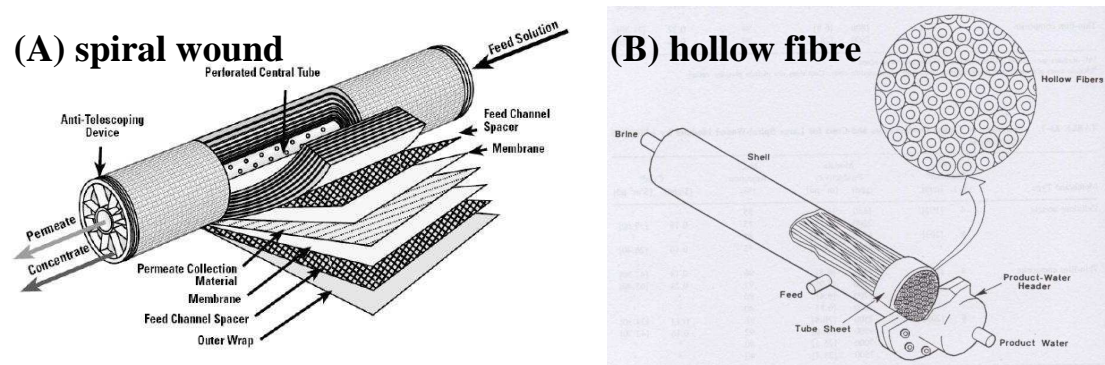 (A) spiral wound
Feed Solution
Perforated Central Tube
Anti-Telescoping
Device
Feed Channel
Spacer
Membrane
Permeate
Concentrate
Permeate Collection
Material
Membrane
Feed Channel Spacer
Outer Wrap
(B) hollow fibre
Hollow Fibers
Brine
Shell
Feed
Tube Sheet
Product-Water
Header
Product Water